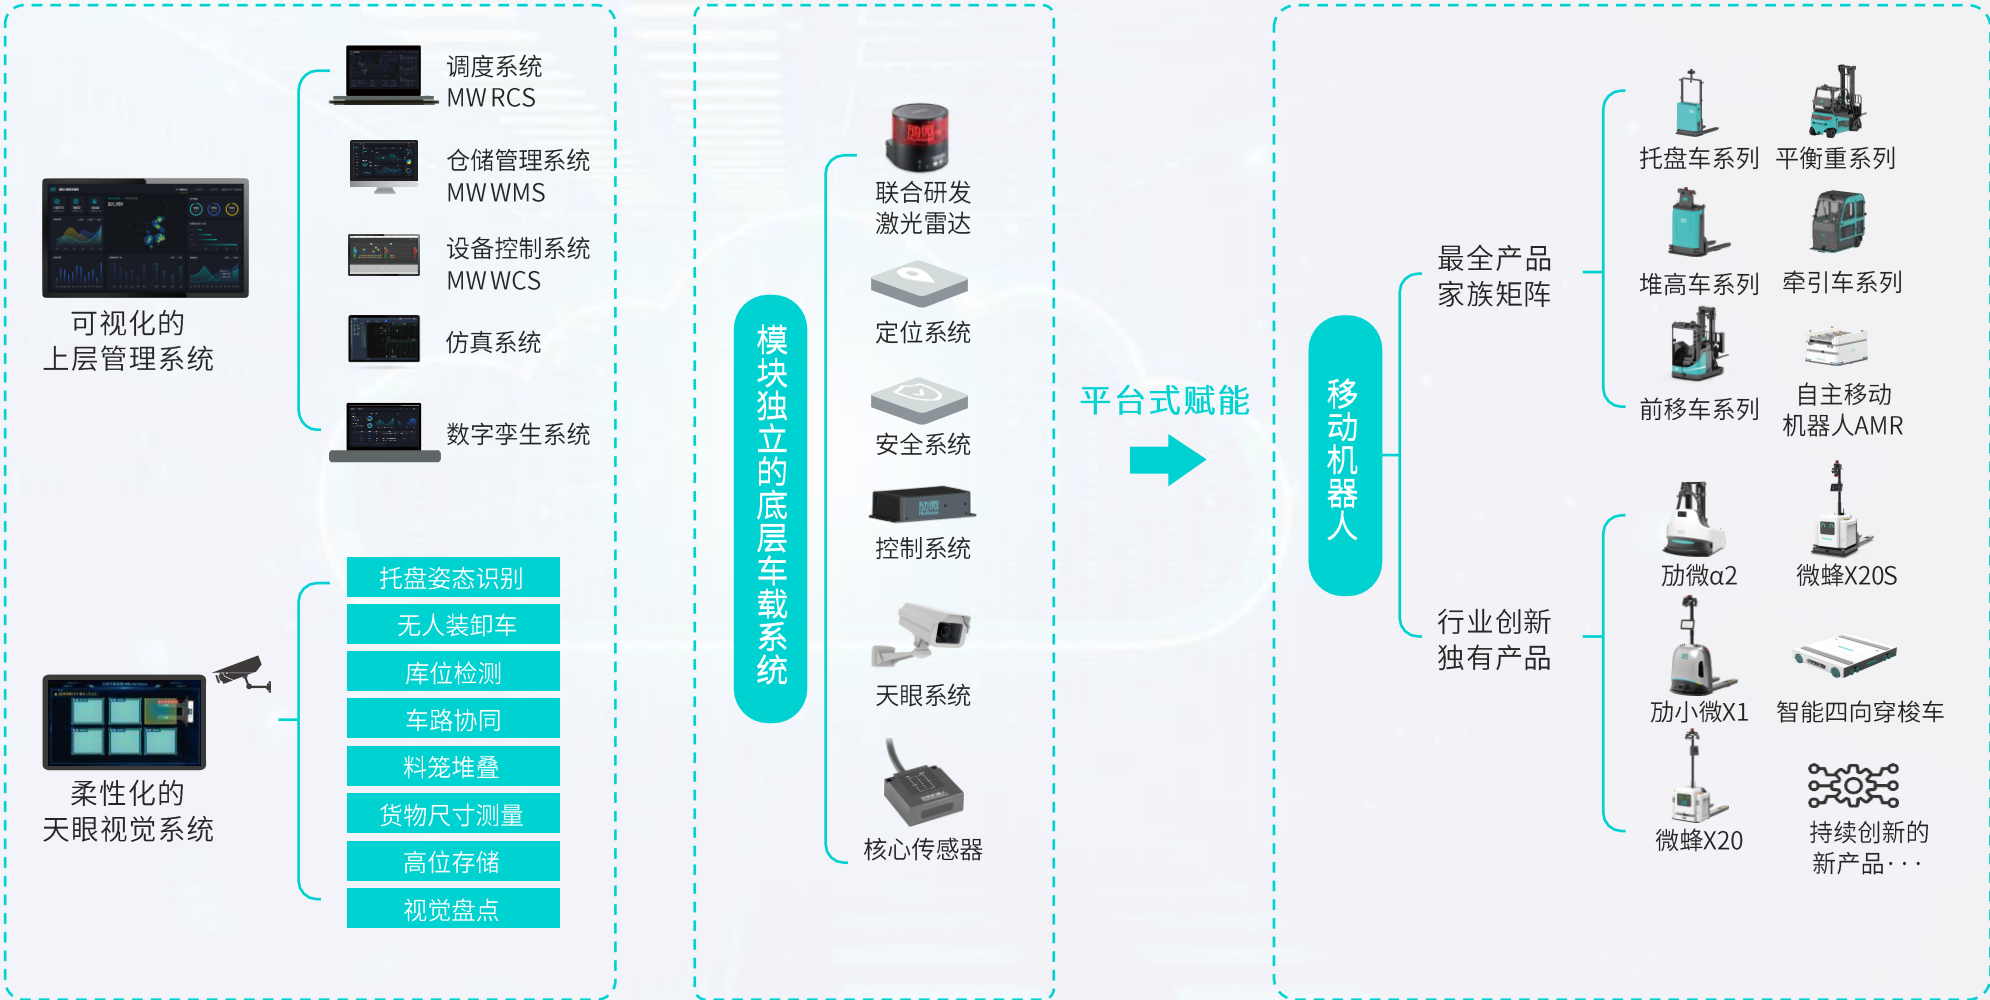 调度系统
MW RCS
仓储管理系统
MW WMS
设备控制系统
MW WCS
仿真系统
数字孪生系统
可视化的
上层管理系统
托盘姿态识别
无人装卸车
库位检测
车路协同
料笼堆叠
货物尺寸测量
高位存储
视觉盘点
柔性化的
天眼视觉系统
模块独立的底层车载系统
联合研发
激光雷达
定位系统
安全系统
控制系统
天眼系统
核心传感器
平台式赋能
移动机器人
最全产品
家族矩阵
托盘车系列
平衡重系列
堆高车系列
牵引车系列
前移车系列
自主移动
机器人AMR
行业创新
独有产品
劢微α2
微蜂X20S
劢小微X1
智能四向穿梭车
微蜂X20
持续创新的
新产品···